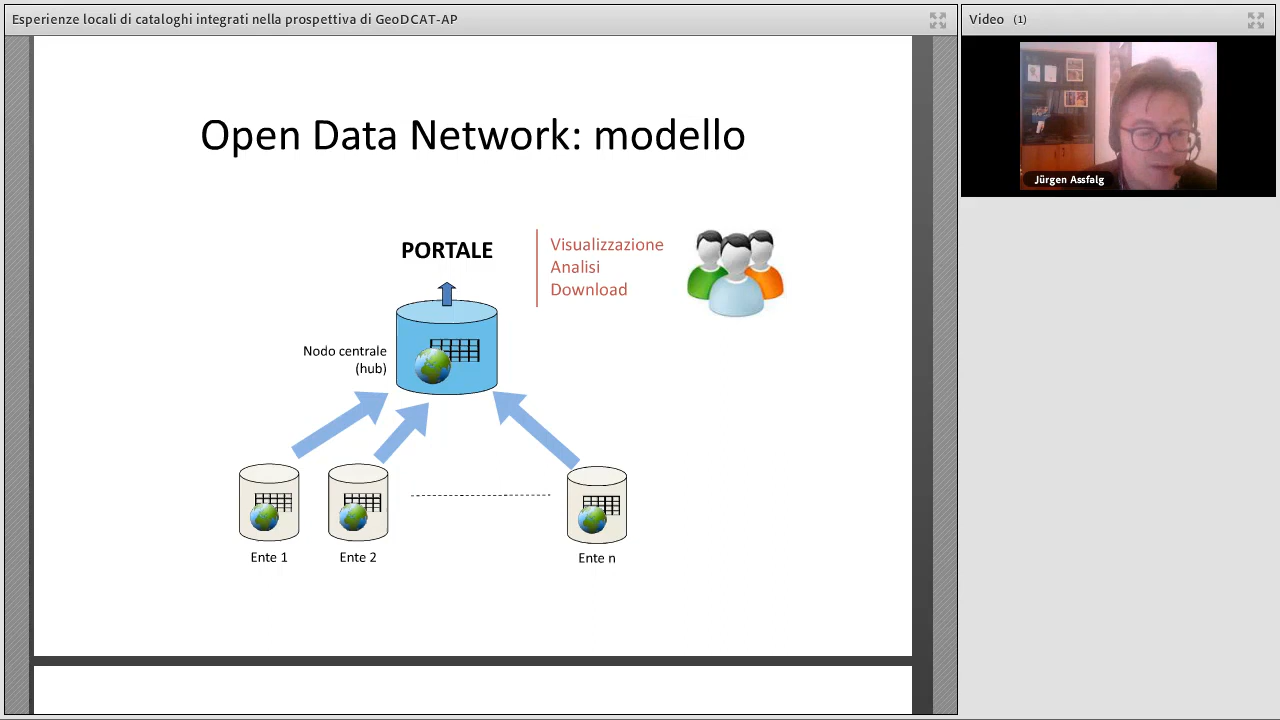 Esperienze locali di cataloghi integrati nella prospettiva di GeoDCAT-AP
Video (1)
Jürgen Assfalg
Open Data Network: modello
PORTALE
Visualizzazione
Analisi
Download
Nodo centrale
(hub)
Ente 1
Ente 2
Ente n